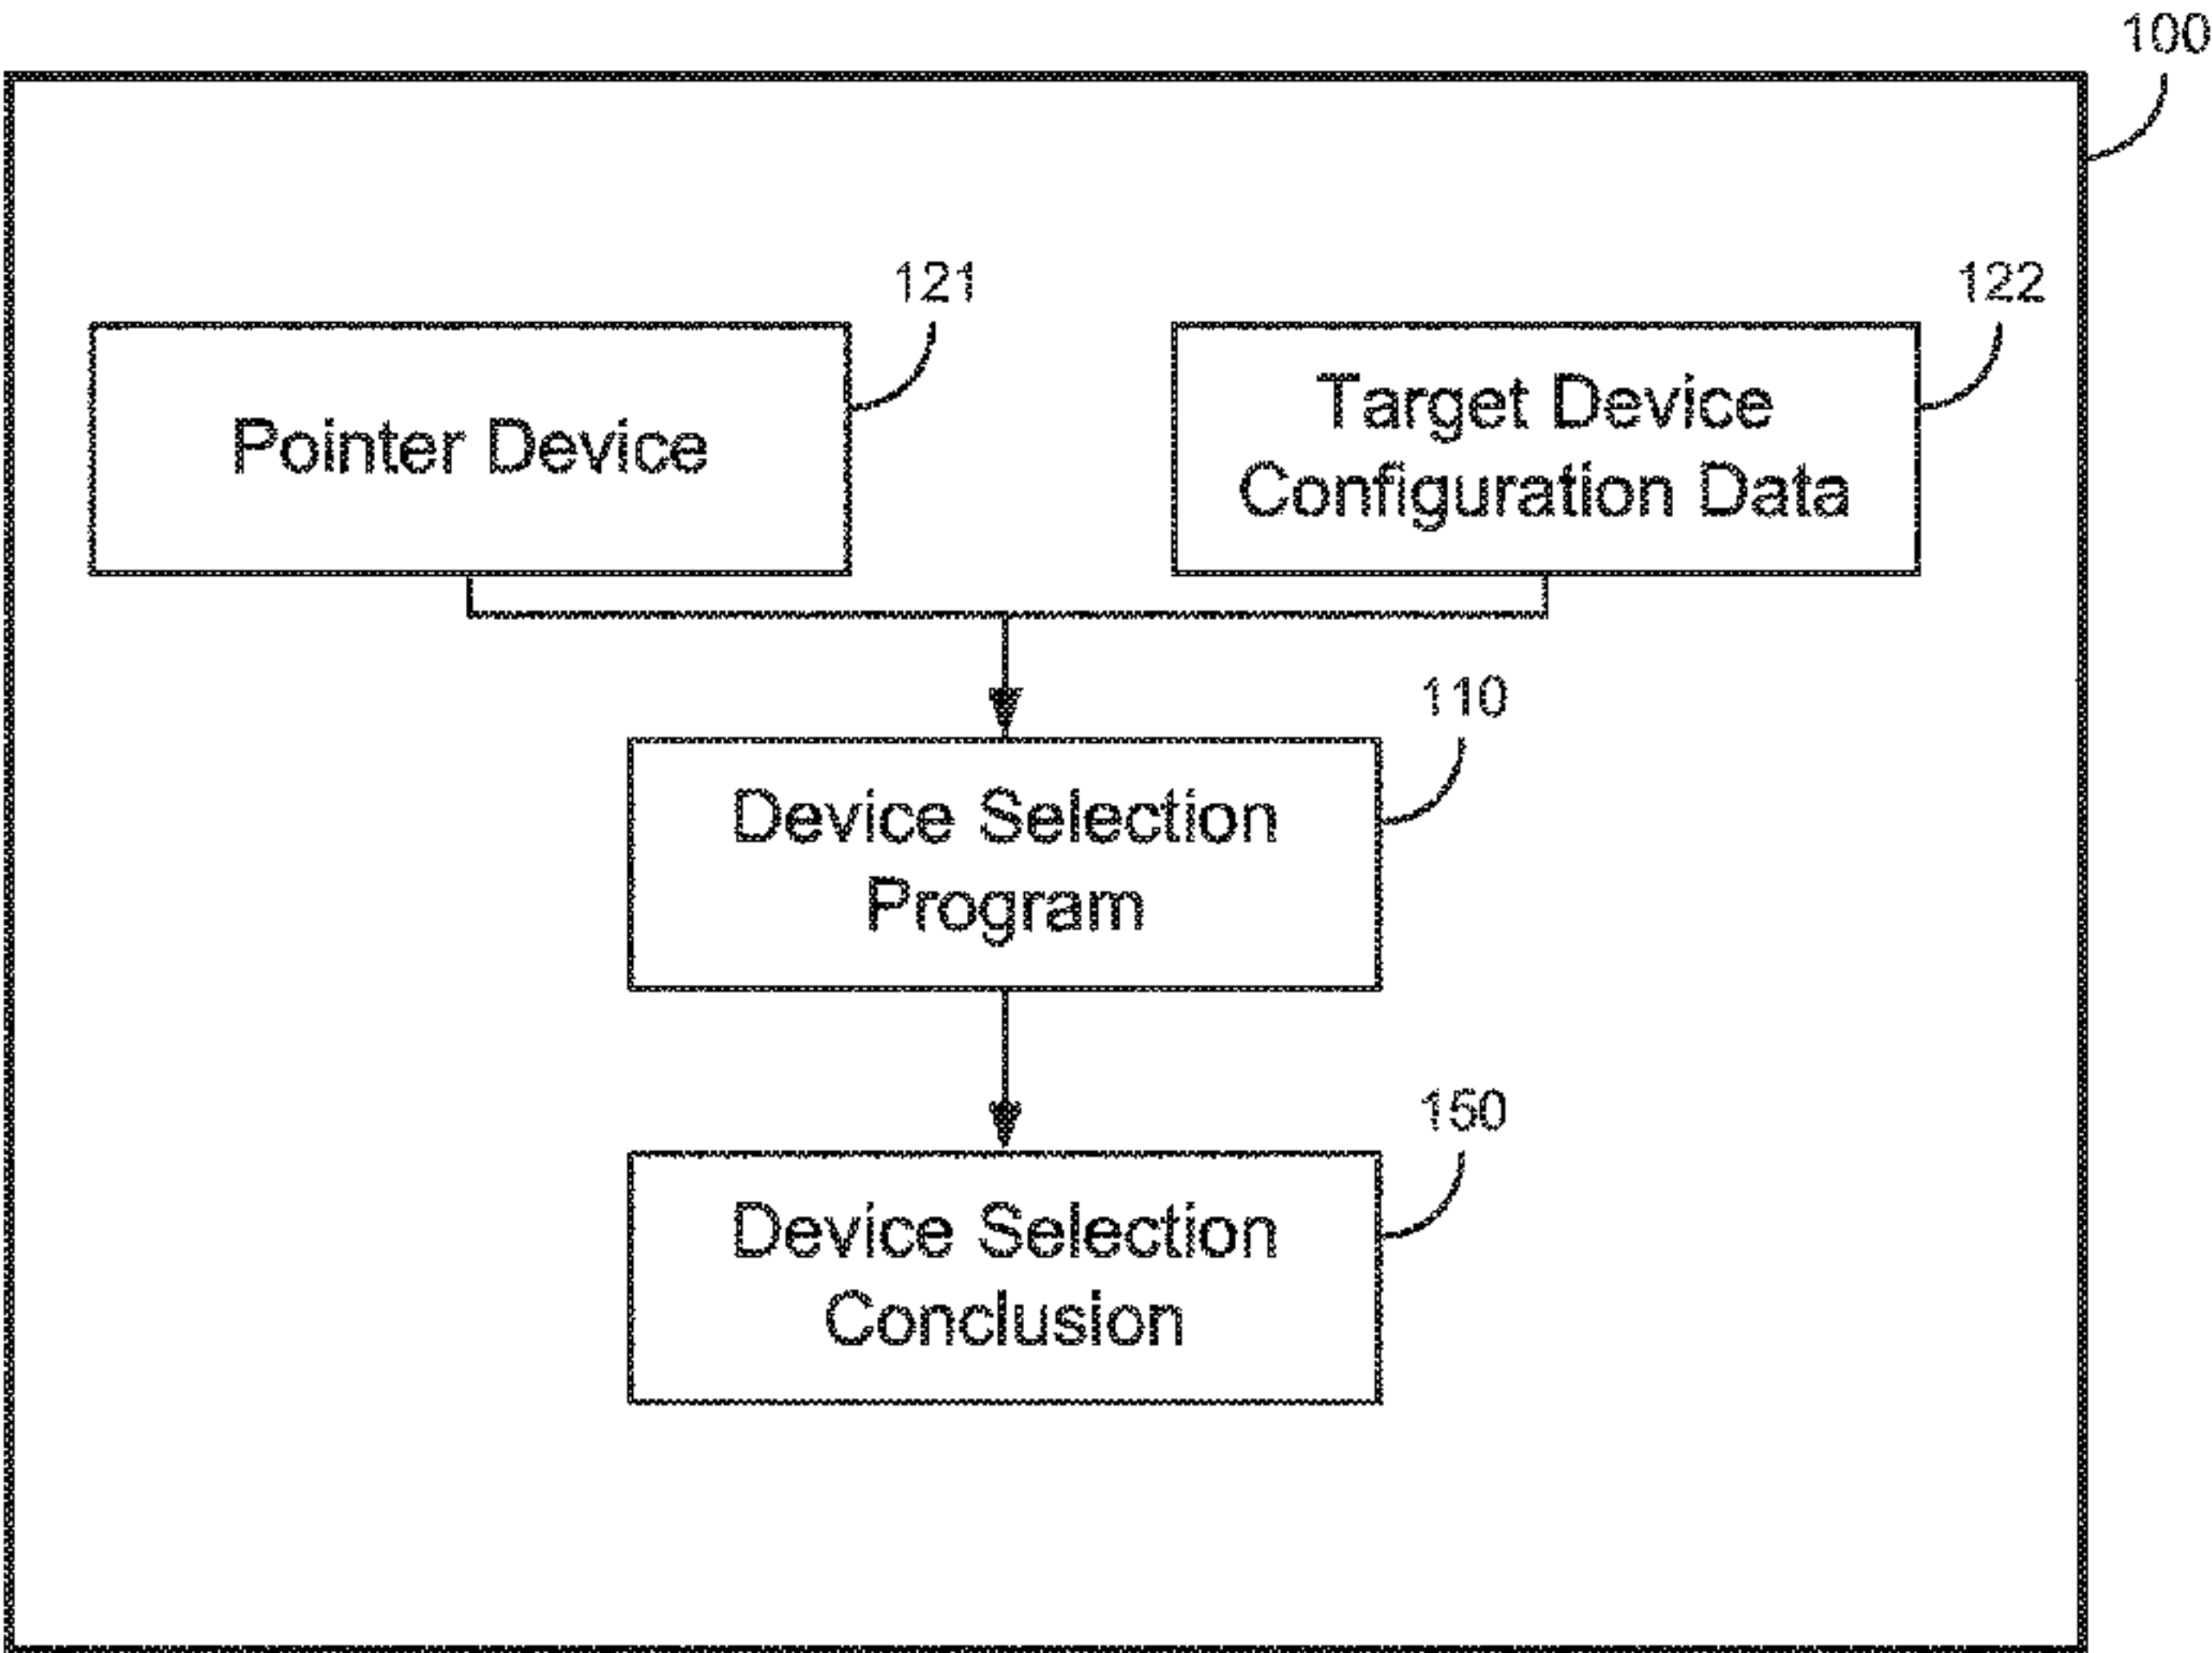 100
121
122
Pointer Device
Target Device
Configuration Data
110
Device Selection
Program
150
Device Selection
Conclusion